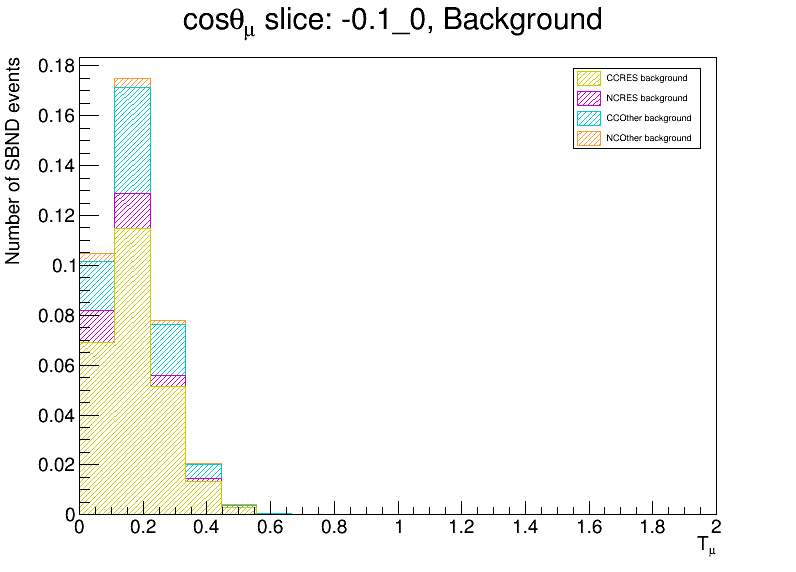 cosθμ slice: -0.1_0, Background
Number of SBND events
0.18
0.16
0.14
0.12
0.1
0.08
0.06
0.04
0.02
0
CCRES background
NCRES background
CCOther background
NCOther background
0 0.2 0.4 0.6 0.8 1 1.2 1.4 1.6 1.8 2
Tμ